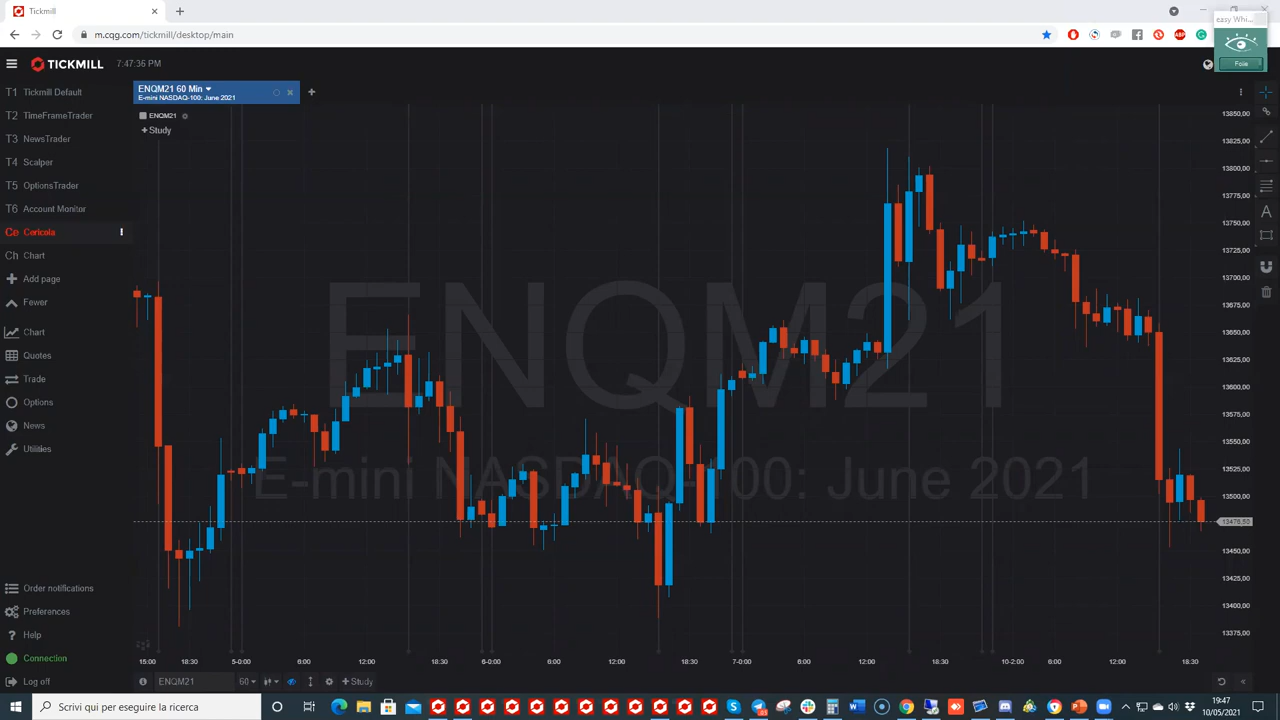 Tickmill
easy Whi...
m.cqg.com/tickmill/desktop/main
Foia
TICKMILL
7:47:36 PM
T1 Tickmill Default
T2 TimeFrameTrader
T3 NewsTrader
T4 Scalper
T5 OptionsTrader
T6 Account Monitor
Ce Cericola
Ch Chart
Add page
Fewer
Chart
Quotes
Trade
Options
News
Utilities
Order notifications
Preferences
Help
Connection
Log off
ENQM21 60 Min
E-mini NASDAQ-100: June 2021
ENQM21
+ Study
ENQM21
E-mini NASDAQ-100: June 2021
13850,00
13825,00
13800,00
13775,00
13750,00
13725,00
13700,00
13675,00
13650,00
13625,00
13600,00
13575,00
13550,00
13525,00
13500,00
13450,00
13425,00
13400,00
13375,00
15:00 18:30 5-0:00 6:00 12:00 18:30 6-0:00 6:00 12:00 18:30 7-0:00 6:00 12:00 18:30 10-2:00 6:00 12:00 18:30
ENQM21 60 + Study
Scrivi qui per eseguire la ricerca
19:47
10/05/2021